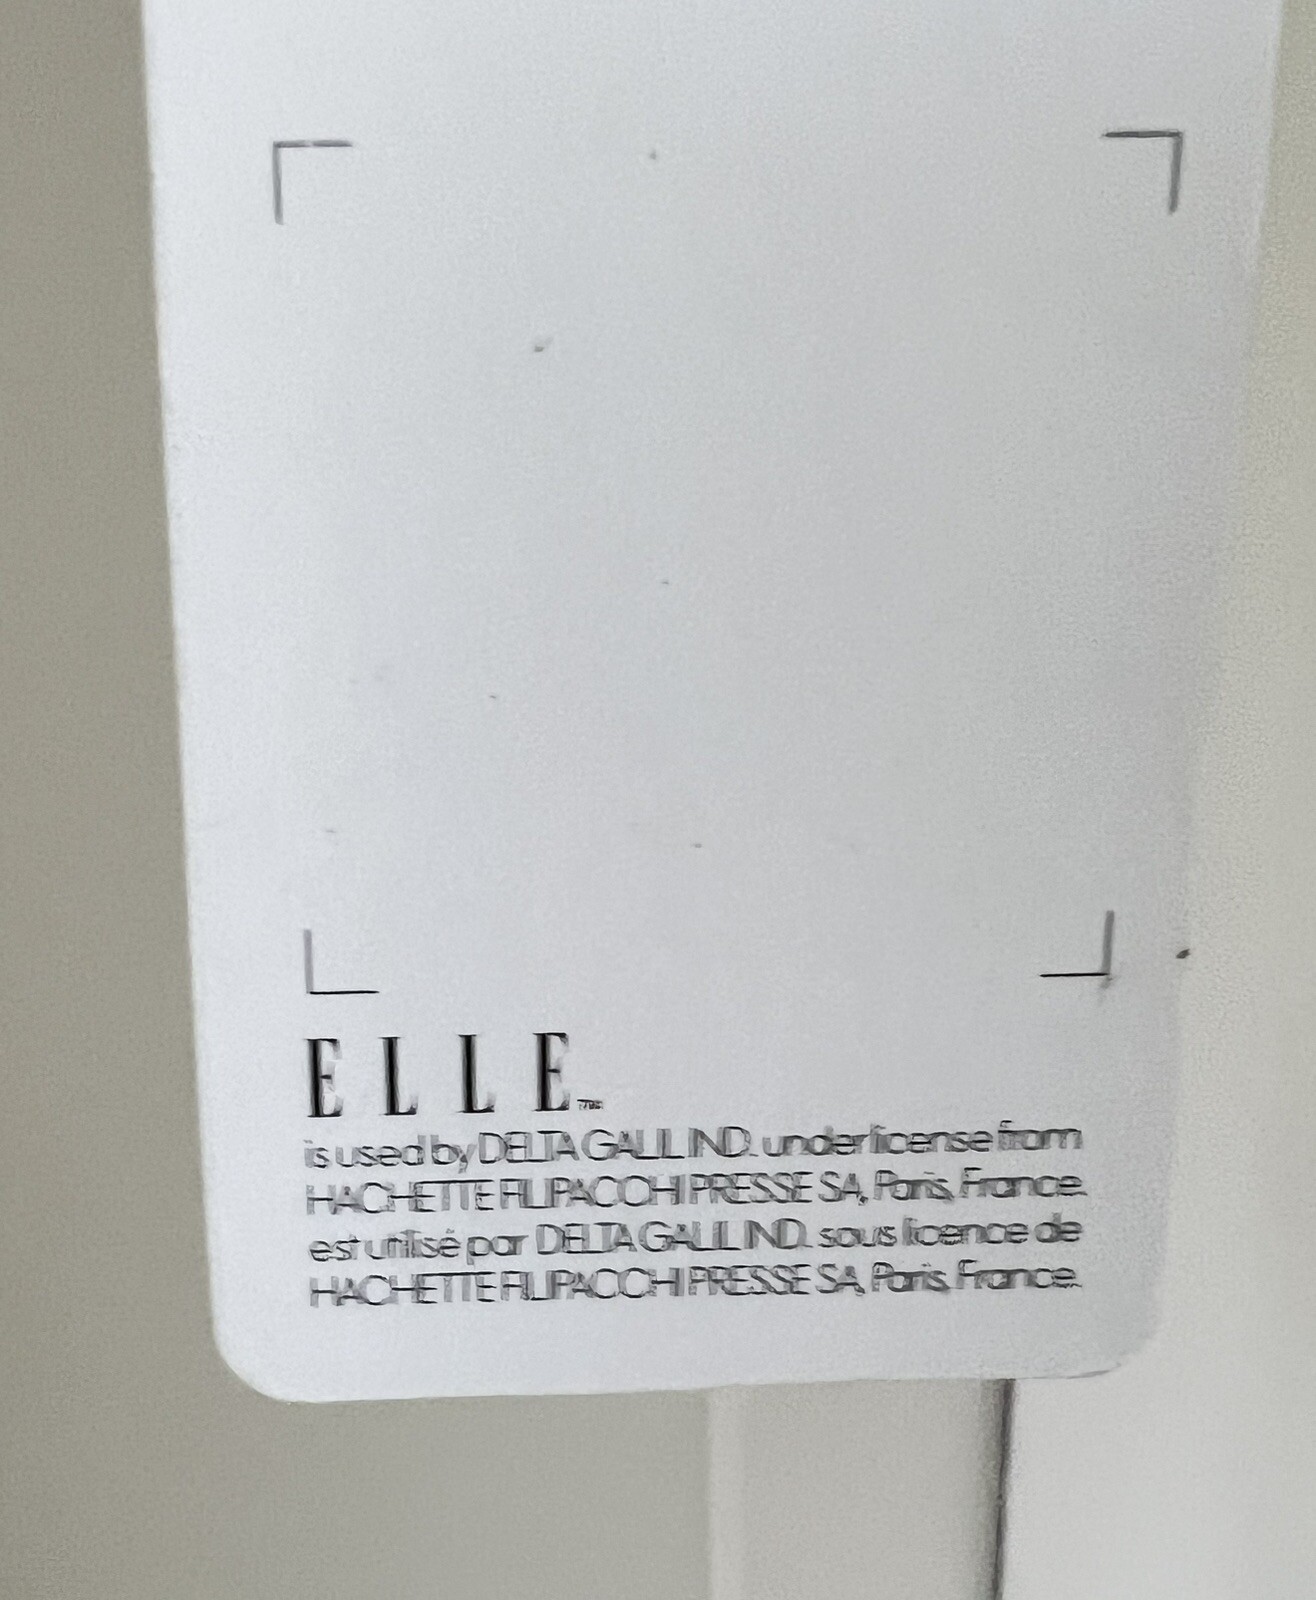 ELLE™
is used by DELTA GALIL IND. under license from
HACHETTE FILIPACCHI PRESSE SA, Paris, France.
est utilisé par DELTA GALIL IND. sous licence de
HACHETTE FILIPACCHI PRESSE SA, Paris, France.